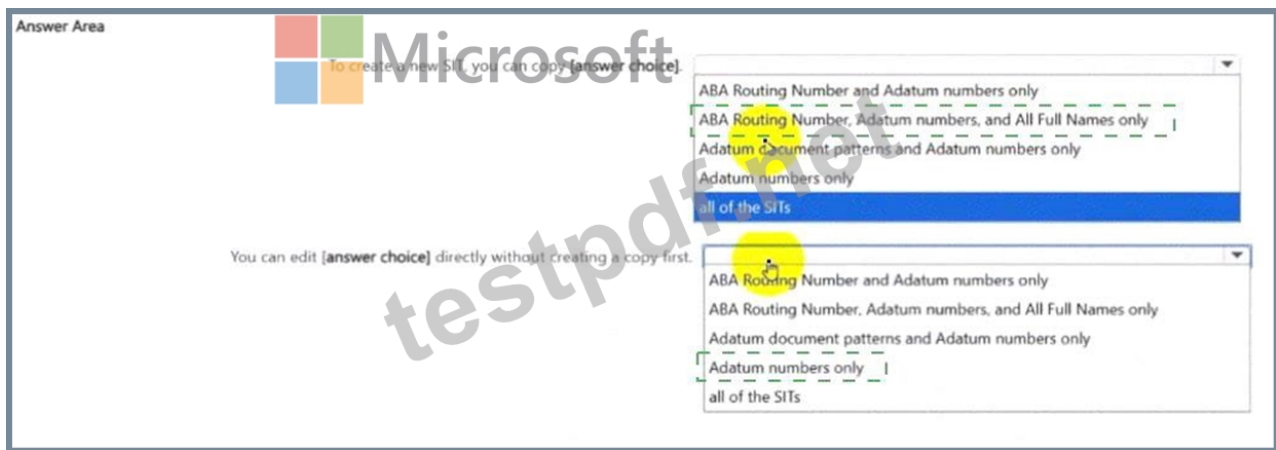 Answer Area
Microsoft
To create a new SIT, you can copy [answer choice].
ABA Routing Number and Adatum numbers only
ABA Routing Number, Adatum numbers, and All Full Names only
Adatum document patterns and Adatum numbers only
Adatum numbers only
all of the SITs
testpdf.net
You can edit [answer choice] directly without creating a copy first.
ABA Routing Number and Adatum numbers only
ABA Routing Number, Adatum numbers, and All Full Names only
Adatum document patterns and Adatum numbers only
Adatum numbers only
all of the SITs